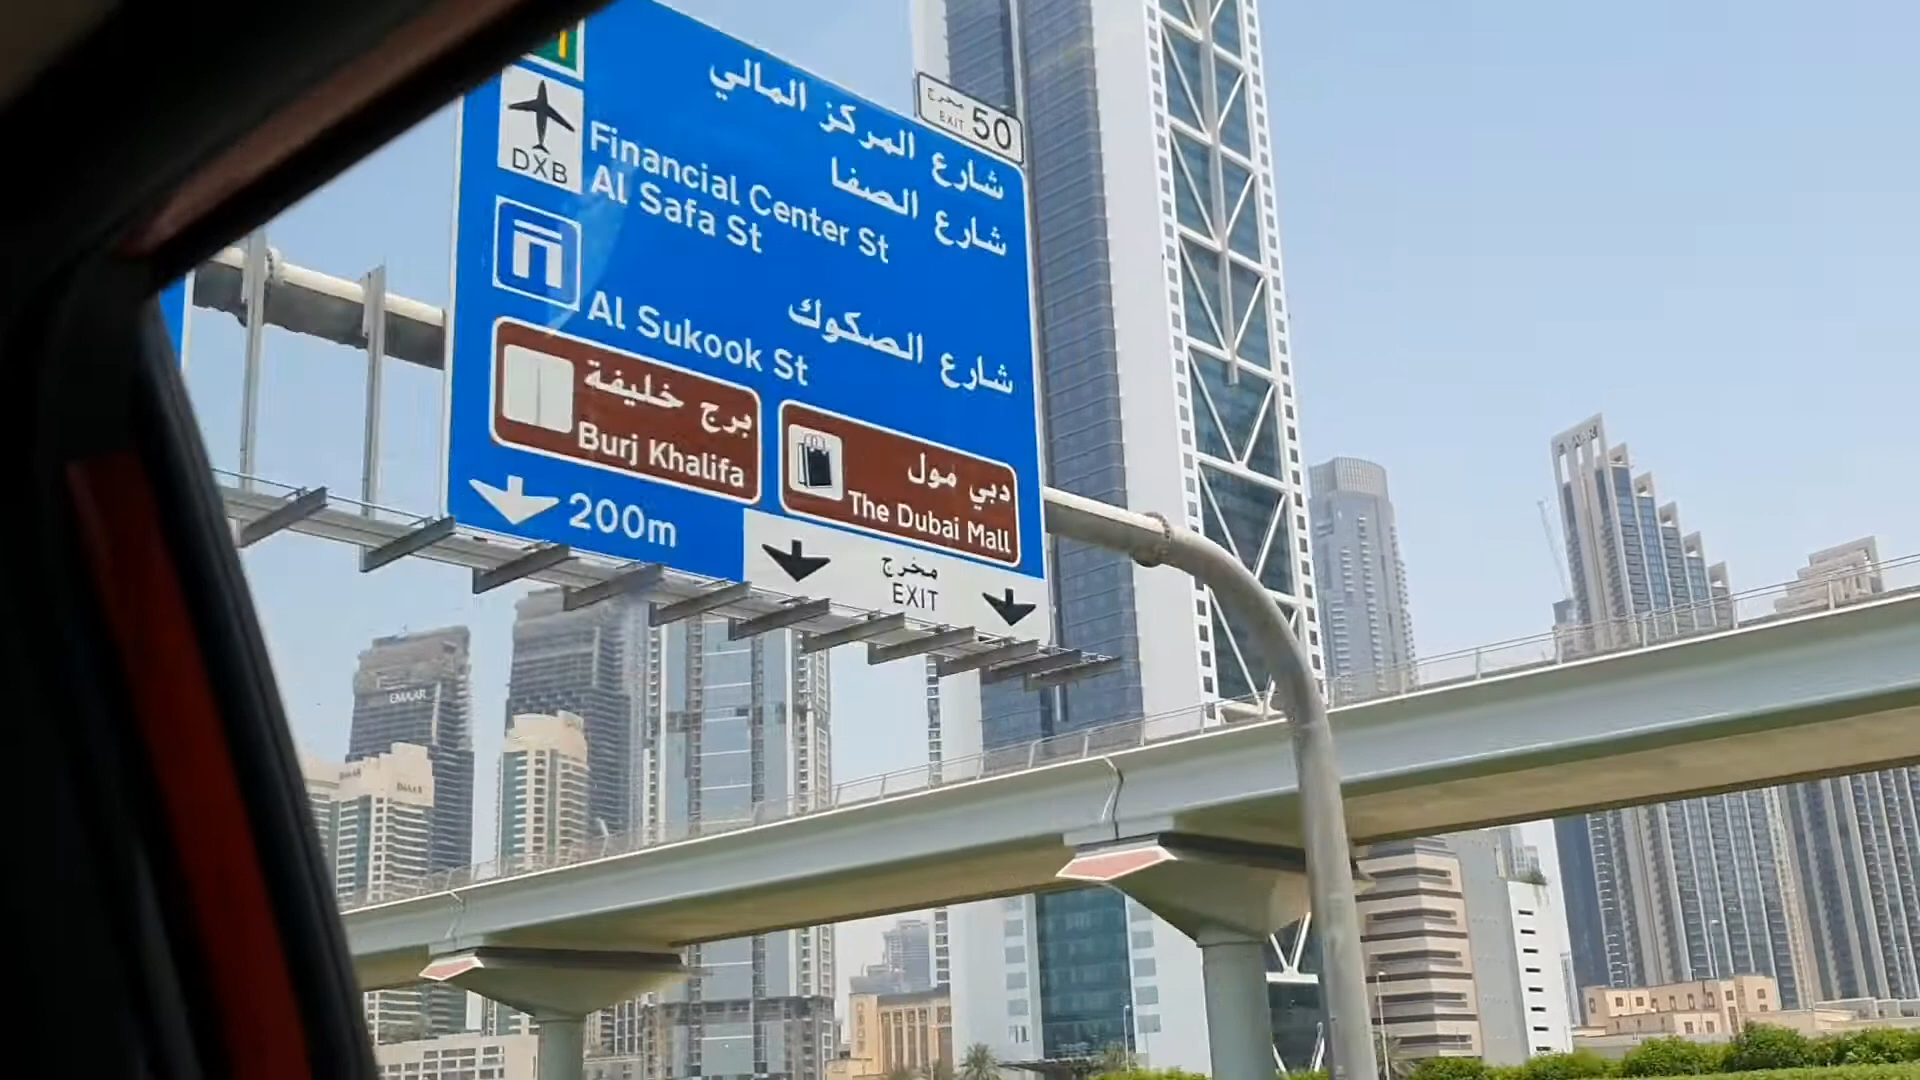 مخرج
EXIT 50
شارع المركز المالي
شارع الصفا
DXB
Financial Center St
Al Safa St
شارع الصكوك
Al Sukook St
برج خليفة
Burj Khalifa
دبي مول
The Dubai Mall
200m
مخرج
EXIT
EMAAR
EMAAR